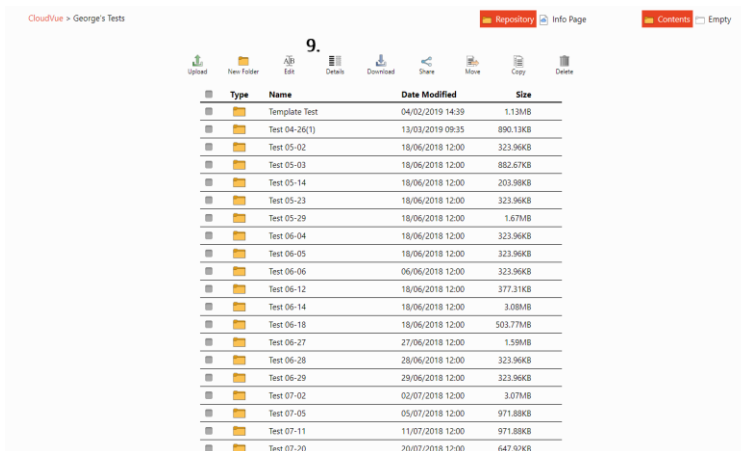 CloudVue > George's Tests Repository Info Page Contents Empty
9.
Upload New Folder Edit Details Download Share Move Copy Delete
Type Name Date Modified Size
Template Test 04/02/2019 14:39 1.13MB
Test 04-26(1) 13/03/2019 09:35 890.13KB
Test 05-02 18/06/2018 12:00 323.96KB
Test 05-03 18/06/2018 12:00 882.67KB
Test 05-14 18/06/2018 12:00 203.98KB
Test 05-23 18/06/2018 12:00 323.96KB
Test 05-29 18/06/2018 12:00 1.67MB
Test 06-04 18/06/2018 12:00 323.96KB
Test 06-05 18/06/2018 12:00 323.96KB
Test 06-06 06/06/2018 12:00 323.96KB
Test 06-12 18/06/2018 12:00 377.31KB
Test 06-14 18/06/2018 12:00 3.08MB
Test 06-18 18/06/2018 12:00 503.77MB
Test 06-27 27/06/2018 12:00 1.59MB
Test 06-28 28/06/2018 12:00 323.96KB
Test 06-29 29/06/2018 12:00 323.96KB
Test 07-02 02/07/2018 12:00 3.07MB
Test 07-05 05/07/2018 12:00 971.88KB
Test 07-11 11/07/2018 12:00 971.88KB
Test 07-20 20/07/2018 12:00 647.92KB